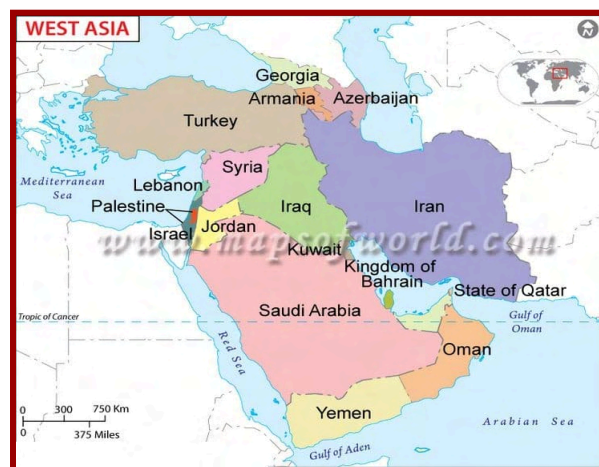 WEST ASIA
N
Georgia
Armania
Azerbaijan
Turkey
Syria
Mediterranean
Sea
Lebanon
Palestine
Iraq
Iran
Israel
Jordan
www.mapsofworld.com
Kuwait
Kingdom of
Bahrain
State of Qatar
Saudi Arabia
Tropic of Cancer
Gulf of
Oman
Red Sea
Oman
0 300 750 Km
0 375 Miles
Yemen
Arabian Sea
Gulf of Aden